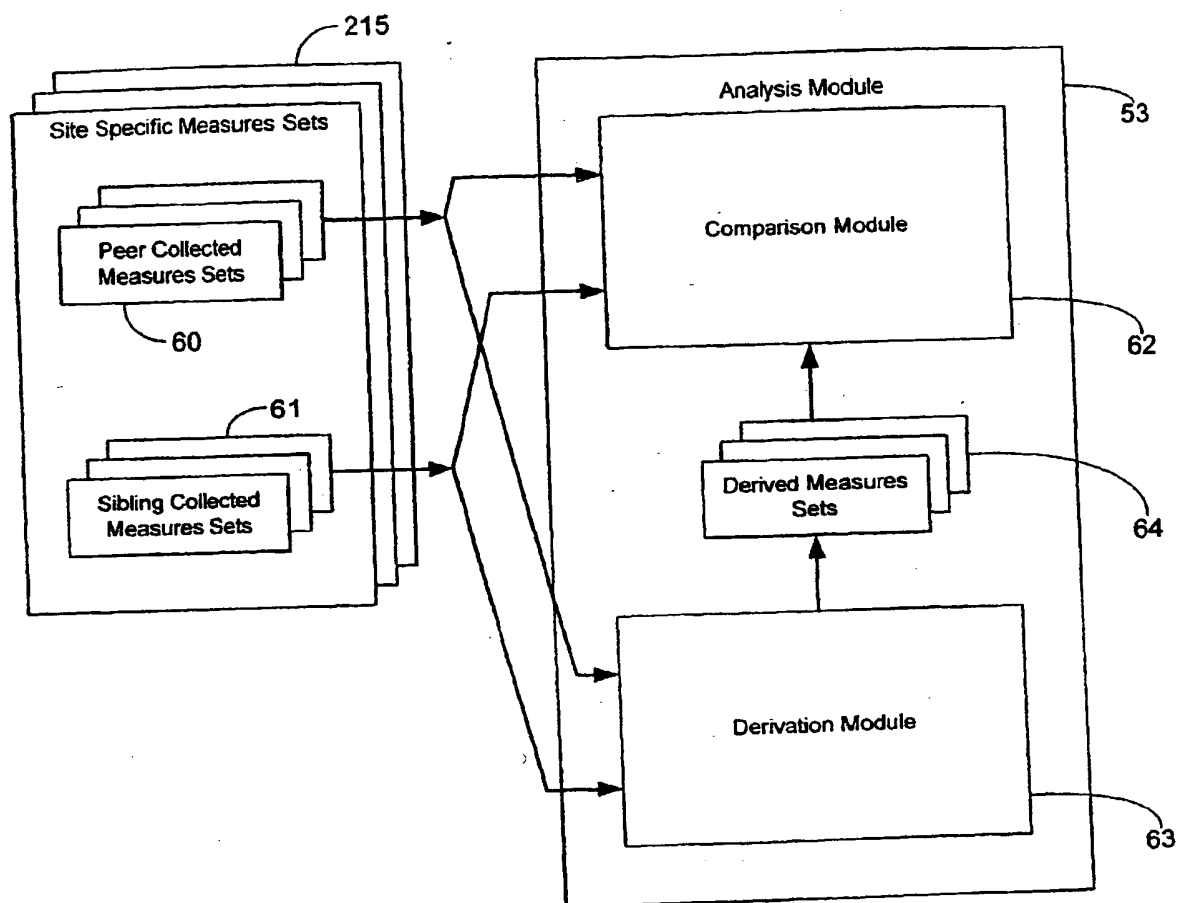 215
Site Specific Measures Sets
Peer Collected
Measures Sets
60
61
Sibling Collected
Measures Sets
Analysis Module
53
Comparison Module
62
Derived Measures
Sets
64
Derivation Module
63